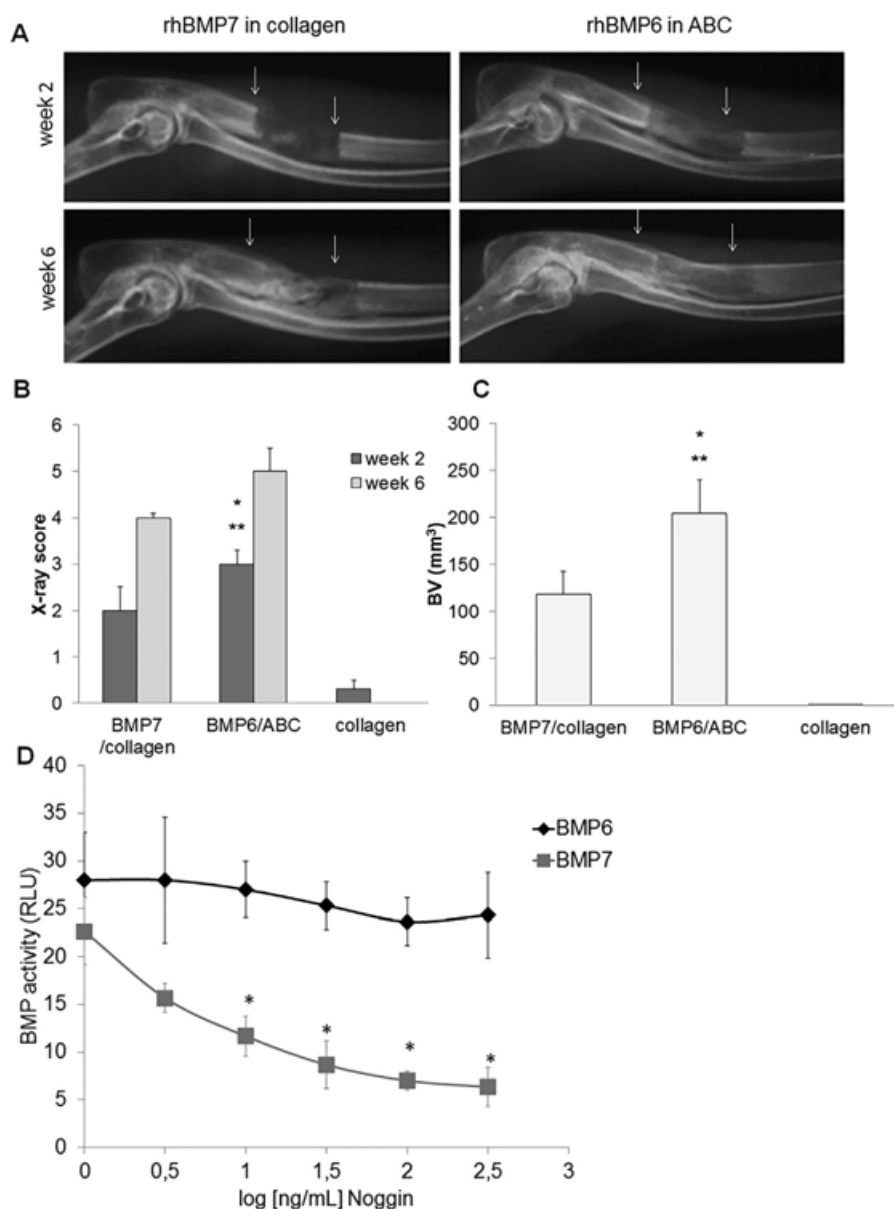 A
rhBMP7 in collagen
rhBMP6 in ABC
week 2
week 6
B
X-ray score
6
5
4
3
2
1
0
*
**
week 2
week 6
BMP7
/collagen
BMP6/ABC
collagen
C
BV (mm³)
300
250
200
150
100
50
0
*
**
BMP7/collagen
BMP6/ABC
collagen
D
BMP activity (RLU)
40
35
30
25
20
15
10
5
0
* * * *
BMP6
BMP7
0 0,5 1 1,5 2 2,5 3
log [ng/mL] Noggin